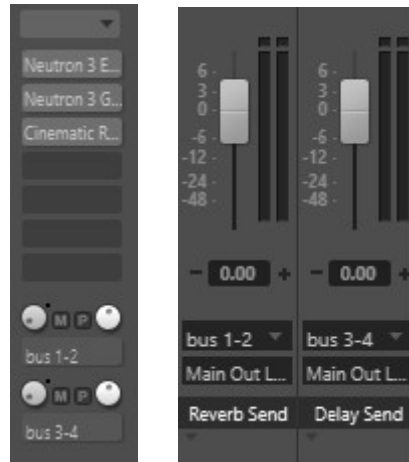 Neutron 3 E...
Neutron 3 G...
Cinematic R...
M P
bus 1-2
M P
bus 3-4
6
3
0
-6
-12
-24
-48
- 0.00 +
bus 1-2
Main Out L...
Reverb Send
6
3
0
-6
-12
-24
-48
- 0.00 +
bus 3-4
Main Out L...
Delay Send